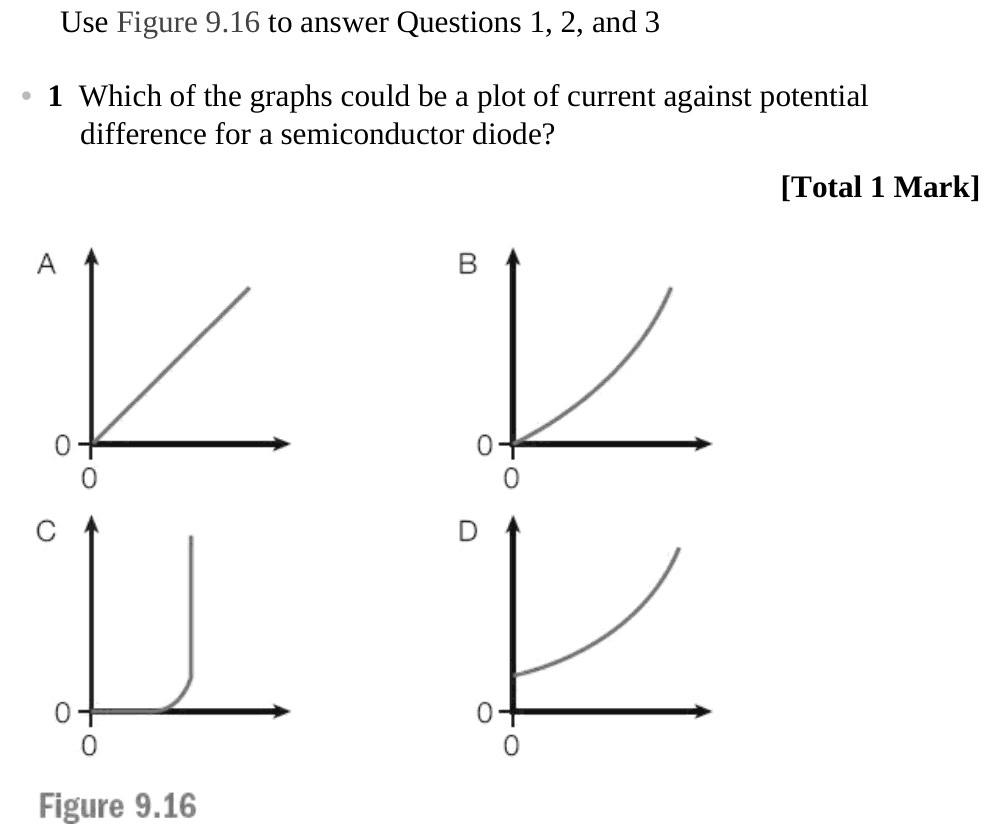 Use Figure 9.16 to answer Questions 1, 2, and 3
• 1 Which of the graphs could be a plot of current against potential
difference for a semiconductor diode?
[Total 1 Mark]
A
B
0
0
0
0
C
D
0
0
0
0
Figure 9.16